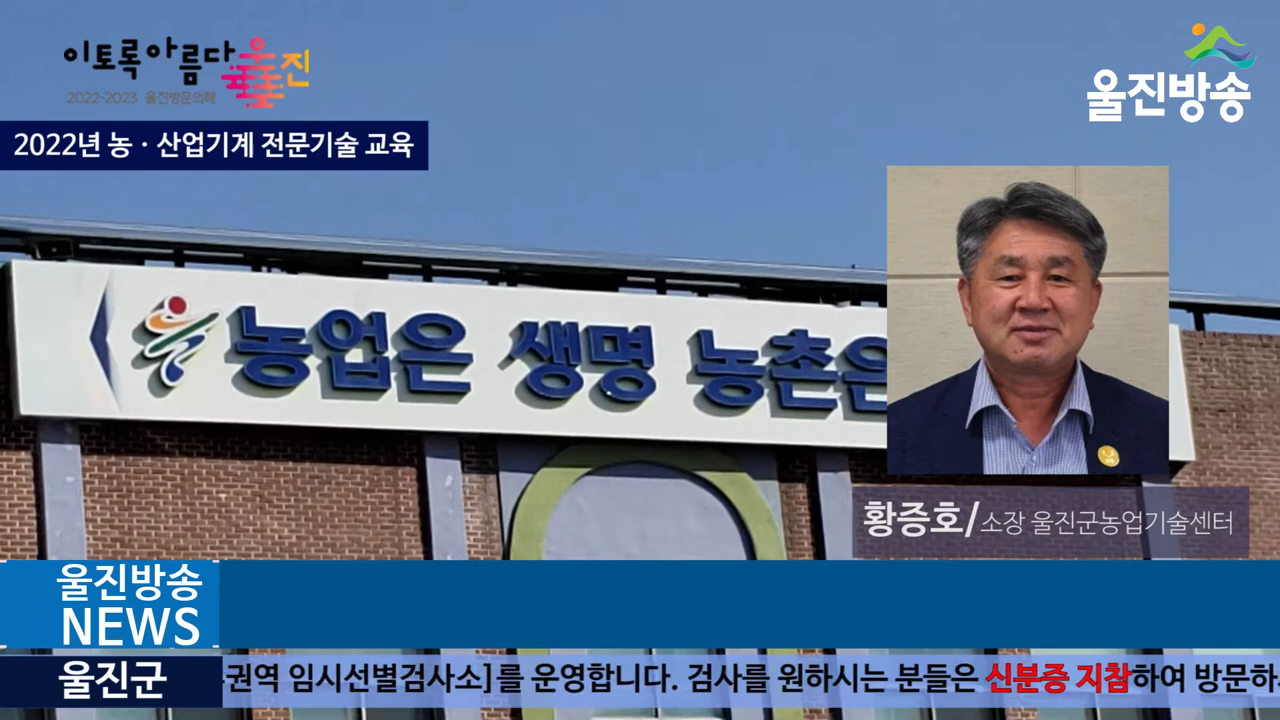 이토록아름다울진
2022-2023 울진방문의해
울진방송
2022년 농 · 산업기계 전문기술 교육
농업은 생명 농촌은
황증호/소장 울진군농업기술센터
울진방송
NEWS
울진군
권역 임시선별검사소]를 운영합니다. 검사를 원하시는 분들은 신분증 지참하여 방문하